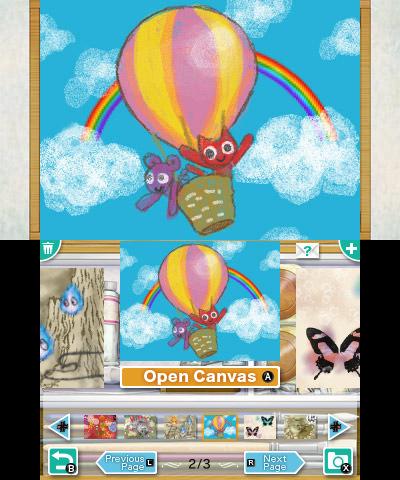 ?
Open Canvas A
B
Previous
Page L
2/3
R Next
Page
X